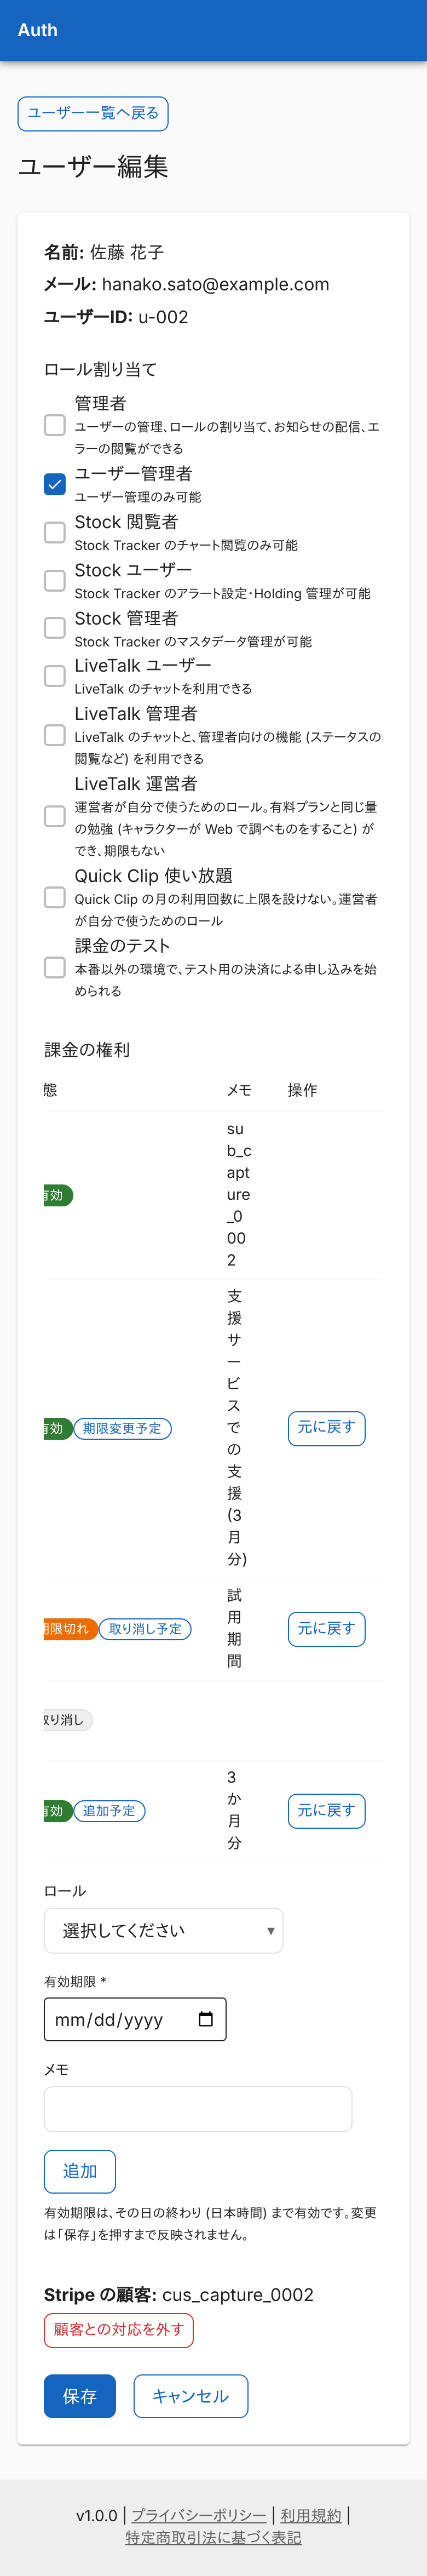 Auth
ユーザー一覧へ戻る
ユーザー編集
名前: 佐藤 花子
メール: hanako.sato@example.com
ユーザーID: u-002
ロール割り当て
管理者
ユーザーの管理、ロールの割り当て、お知らせの配信、エ
ラーの閲覧ができる
ユーザー管理者
ユーザー管理のみ可能
Stock 閲覧者
Stock Tracker のチャート閲覧のみ可能
Stock ユーザー
Stock Tracker のアラート設定・Holding 管理が可能
Stock 管理者
Stock Tracker のマスタデータ管理が可能
LiveTalk ユーザー
LiveTalk のチャットを利用できる
LiveTalk 管理者
LiveTalk のチャットと、管理者向けの機能 (ステータスの
閲覧など) を利用できる
LiveTalk 運営者
運営者が自分で使うためのロール。有料プランと同じ量
の勉強 (キャラクターが Web で調べものをすること) が
でき、期限もない
Quick Clip 使い放題
Quick Clip の月の利用回数に上限を設けない。運営者
が自分で使うためのロール
課金のテスト
本番以外の環境で、テスト用の決済による申し込みを始
められる
課金の権利
態 メモ 操作
有効
su
b_c
apt
ure
_0
00
2
有効 期限変更予定
支
援
サ
ー
ビ
ス
で
の
支
援
(3
月
分)
元に戻す
期限切れ 取り消し予定
試
用
期
間
元に戻す
取り消し
有効 追加予定
3
か
月
分
元に戻す
ロール
選択してください
有効期限 *
mm/dd/yyyy
メモ
追加
有効期限は、その日の終わり (日本時間) まで有効です。変更
は「保存」を押すまで反映されません。
Stripe の顧客: cus_capture_0002
顧客との対応を外す
保存 キャンセル
v1.0.0 | プライバシーポリシー | 利用規約 |
特定商取引法に基づく表記